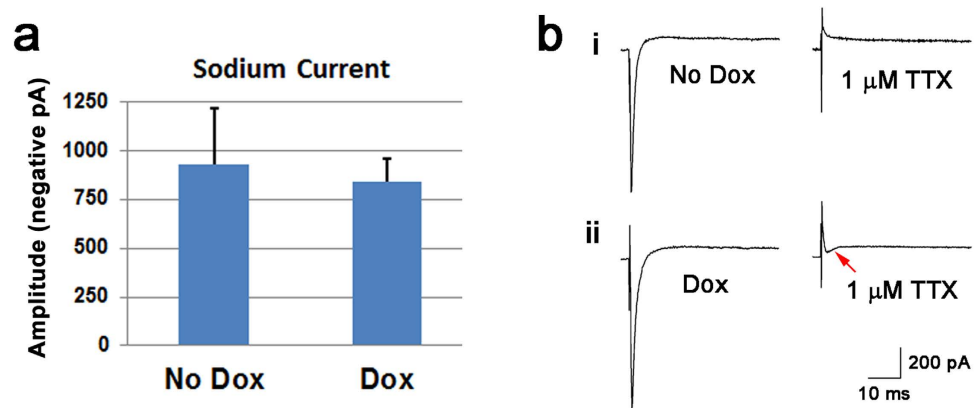 a
Sodium Current
Amplitude (negative pA)
1250
1000
750
500
250
0
No Dox
Dox
b
i
No Dox
1 μM TTX
ii
Dox
1 μM TTX
200 pA
10 ms